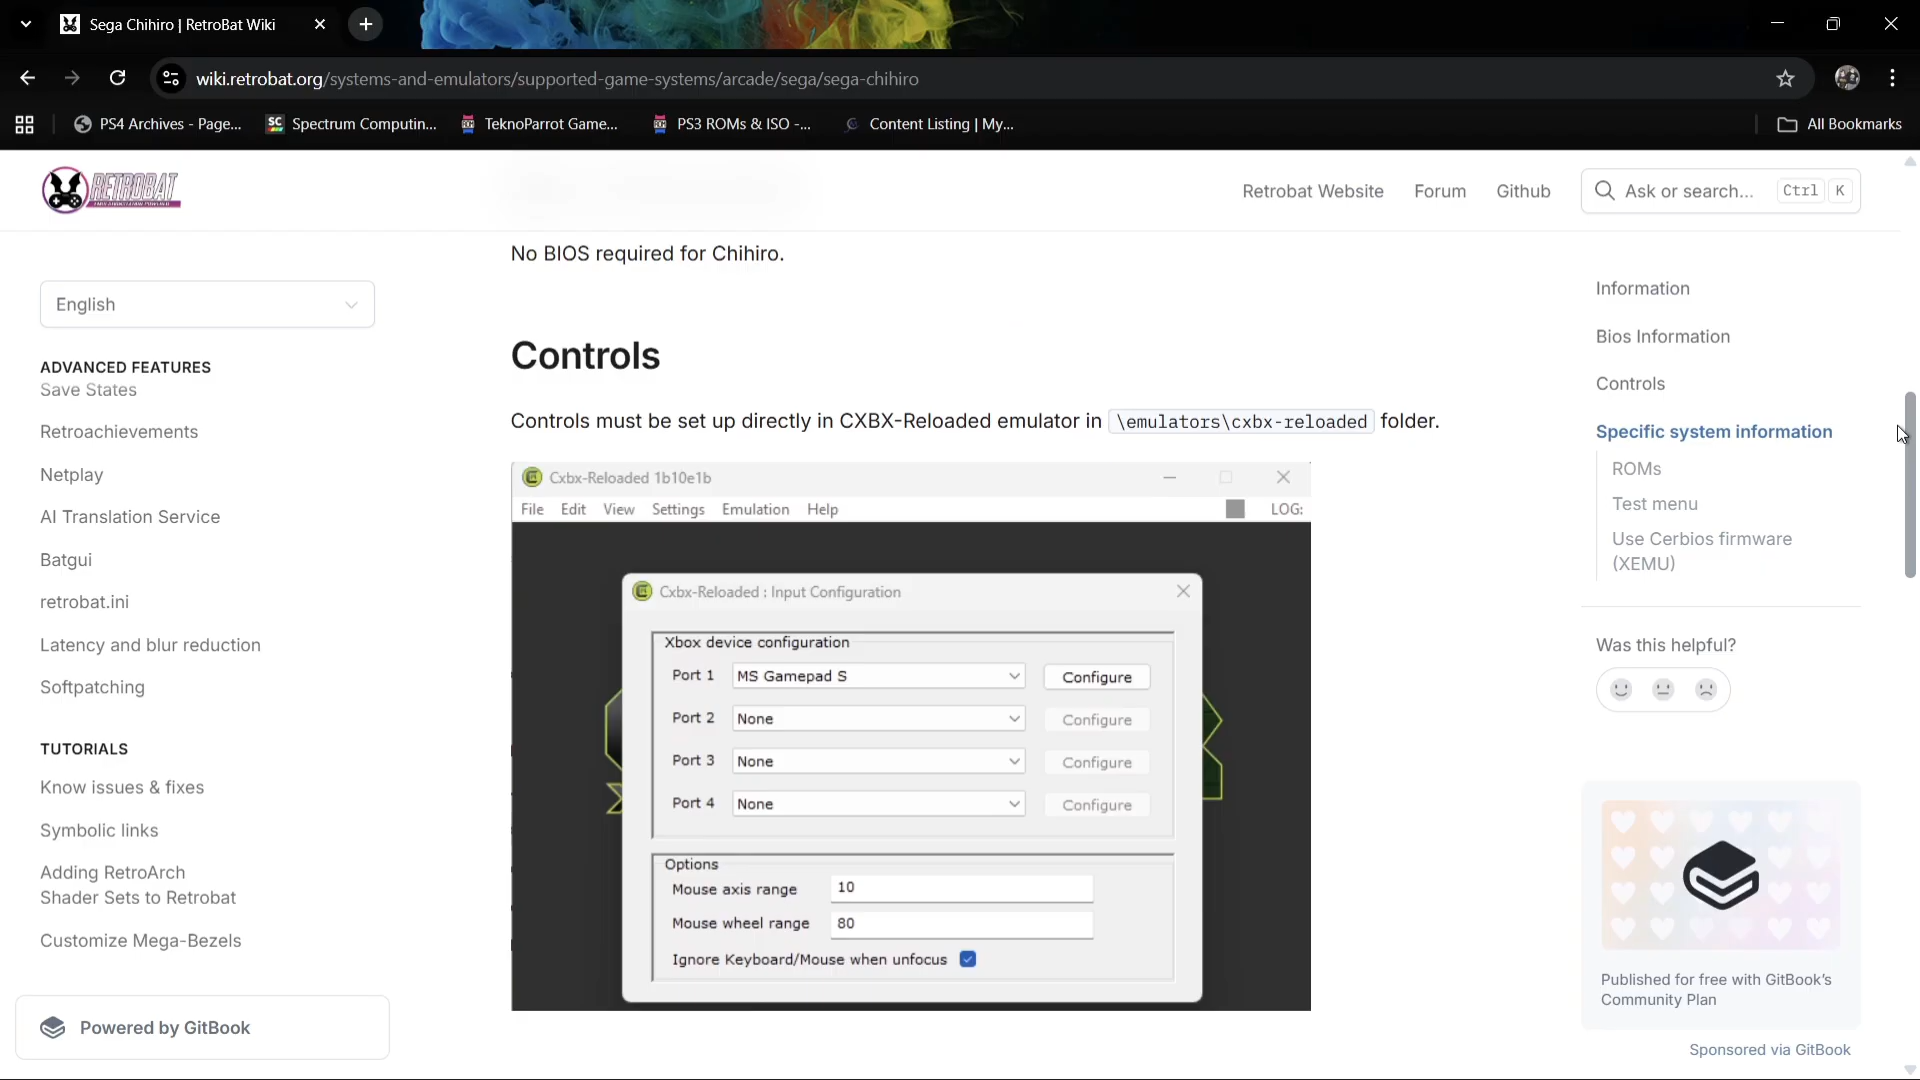 Sega Chihiro | RetroBat Wiki
wiki.retrobat.org/systems-and-emulators/supported-game-systems/arcade/sega/sega-chihiro
PS4 Archives - Page...
Spectrum Computin...
TeknoParrot Game...
PS3 ROMs & ISO -...
Content Listing | My...
All Bookmarks
RETROBAT
Retrobat Website
Forum
Github
Ask or search...
Ctrl
K
English
ADVANCED FEATURES
Save States
Retroachievements
Netplay
AI Translation Service
Batgui
retrobat.ini
Latency and blur reduction
Softpatching
TUTORIALS
Know issues & fixes
Symbolic links
Adding RetroArch
Shader Sets to Retrobat
Customize Mega-Bezels
Powered by GitBook
No BIOS required for Chihiro.
Controls
Controls must be set up directly in CXBX-Reloaded emulator in \emulators\cxbx-reloaded folder.
Cxbx-Reloaded 1b10e1b
File Edit View Settings Emulation Help
LOG:
Cxbx-Reloaded : Input Configuration
Xbox device configuration
Port 1 MS Gamepad S Configure
Port 2 None Configure
Port 3 None Configure
Port 4 None Configure
Options
Mouse axis range 10
Mouse wheel range 80
Ignore Keyboard/Mouse when unfocus
Information
Bios Information
Controls
Specific system information
ROMs
Test menu
Use Cerbios firmware
(XEMU)
Was this helpful?
Published for free with GitBook's
Community Plan
Sponsored via GitBook